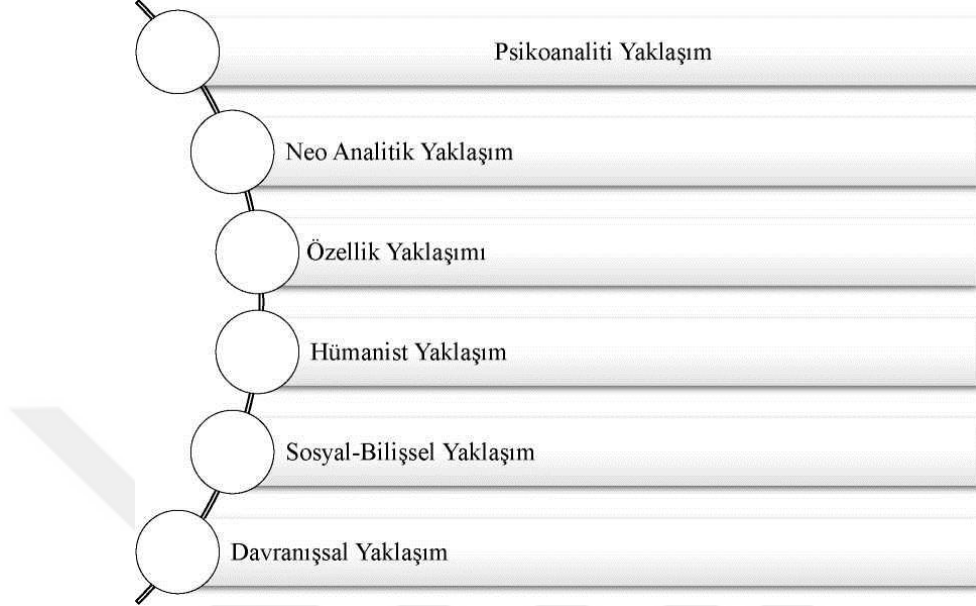 Psikoanaliti Yaklaşım
Neo Analitik Yaklaşım
Özellik Yaklaşımı
Hümanist Yaklaşım
Sosyal-Bilişsel Yaklaşım
Davranışsal Yaklaşım